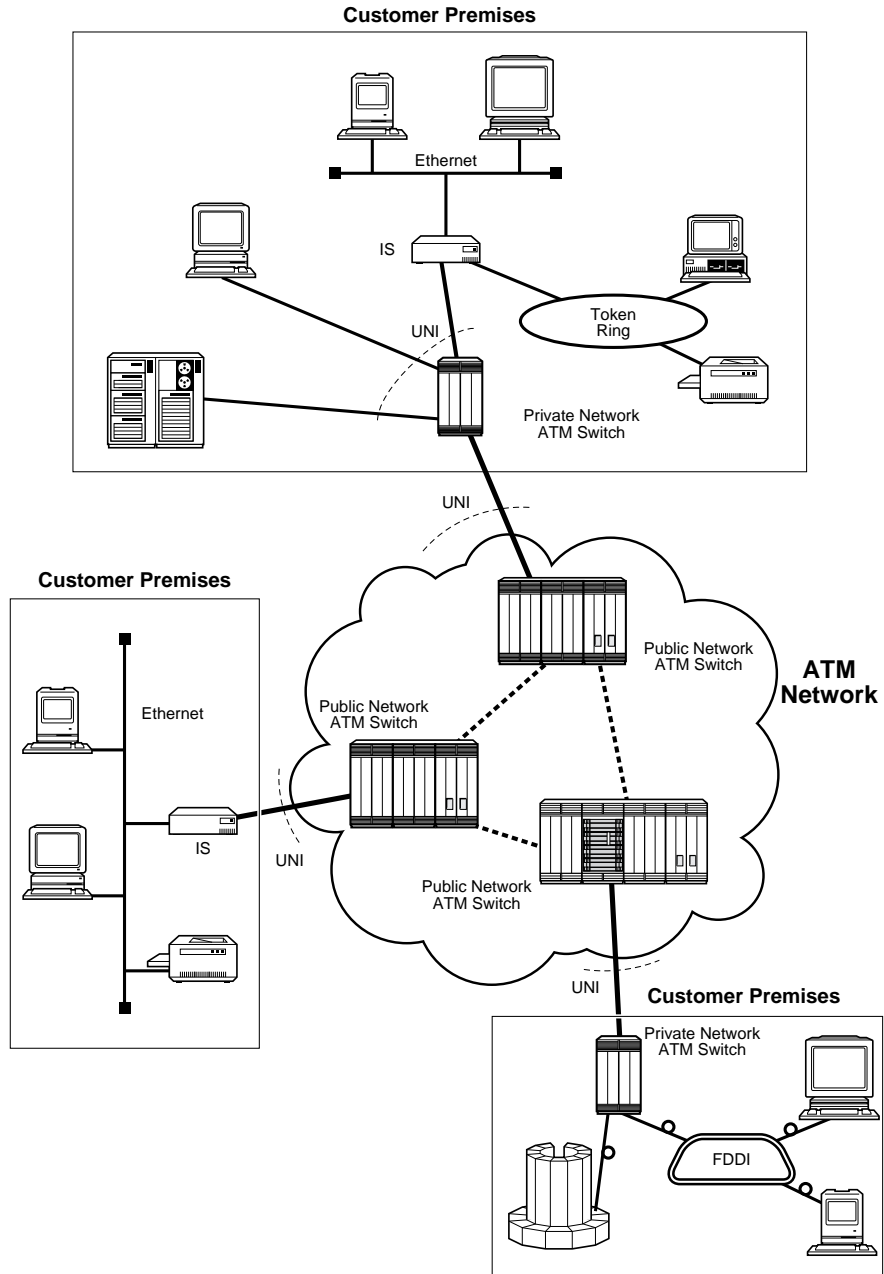 Customer Premises
Ethernet
IS
UNI
Token
Ring
Private Network
ATM Switch
UNI
Customer Premises
Public Network
ATM Switch
ATM
Network
Ethernet
Public Network
ATM Switch
IS
UNI
Public Network
ATM Switch
UNI
Customer Premises
Private Network
ATM Switch
FDDI